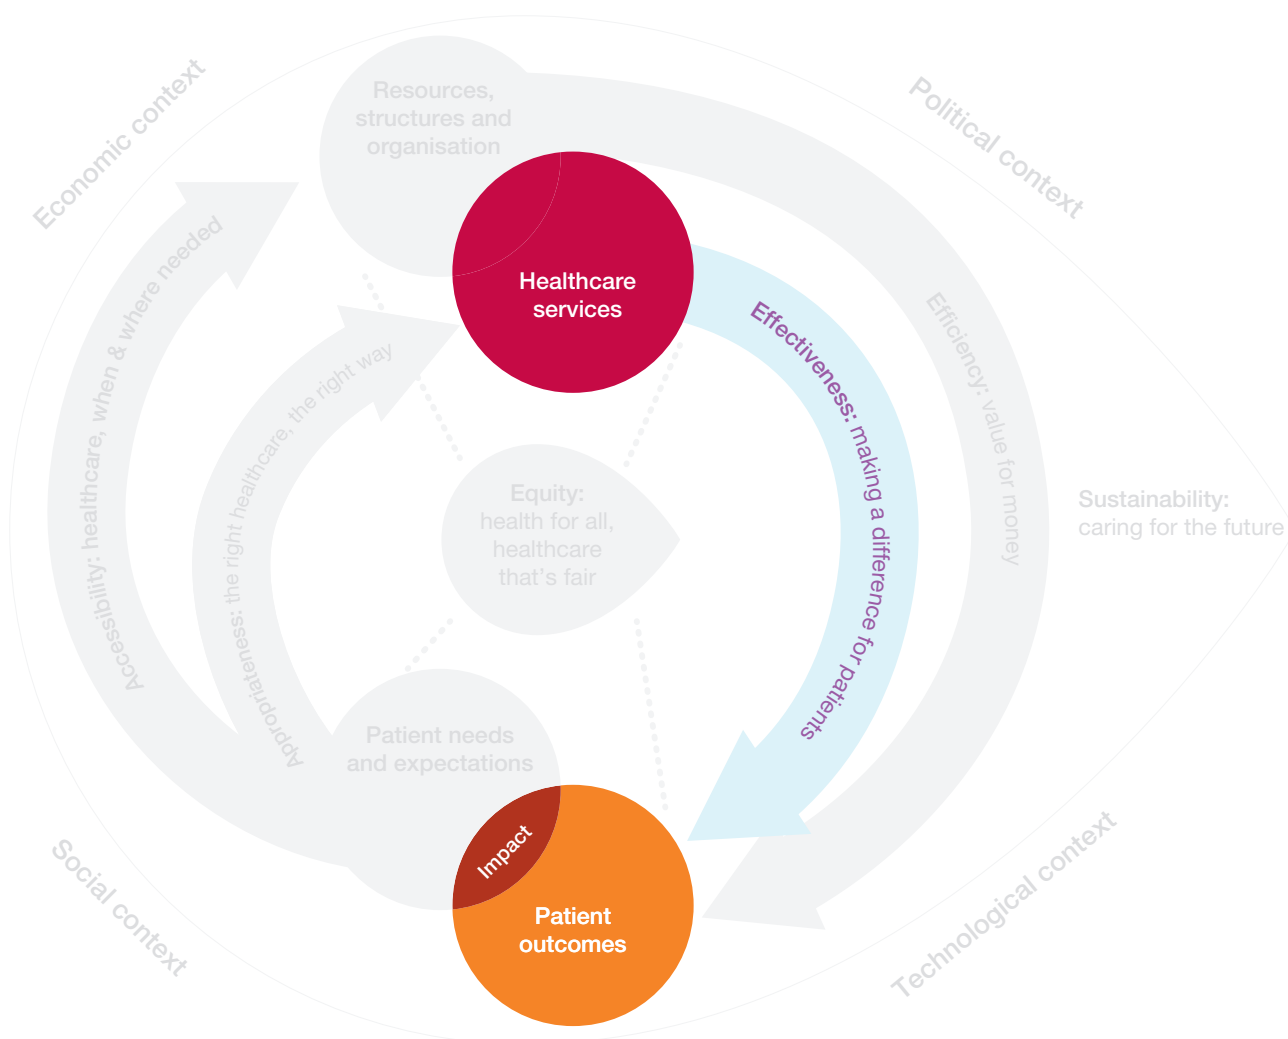 Economic context
Political context
Resources,
structures and
organisation
Healthcare
services
Accessibility: healthcare, when & where needed
Appropriateness: the right healthcare, the right way
Effectiveness: making a difference for patients
Efficiency: value for money
Equity:
health for all,
healthcare
that’s fair
Sustainability:
caring for the future
Patient needs
and expectations
Impact
Patient
outcomes
Social context
Technological context